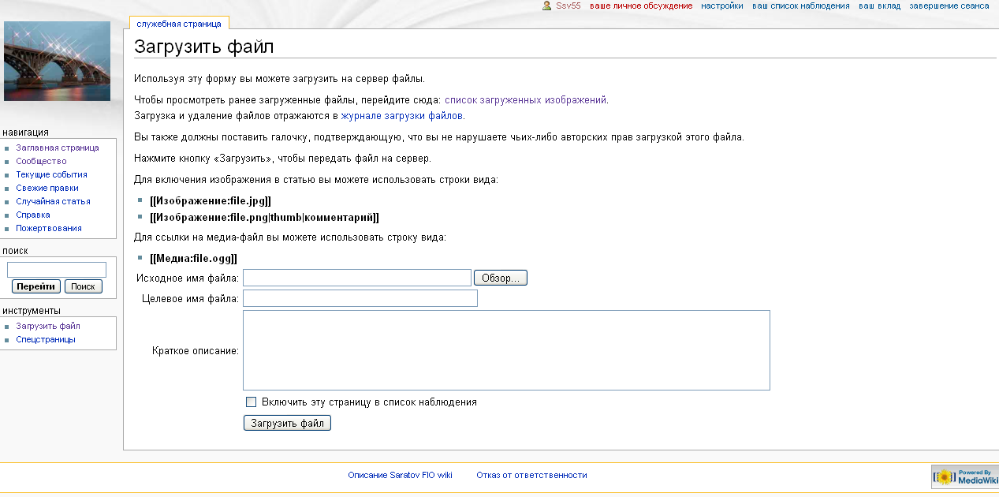 Ssv55 ваше личное обсуждение настройки ваш список наблюдения ваш вклад завершение сеанса
служебная страница
Загрузить файл
Используя эту форму вы можете загрузить на сервер файлы.
Чтобы просмотреть ранее загруженные файлы, перейдите сюда: список загруженных изображений.
Загрузка и удаление файлов отражаются в журнале загрузки файлов.
Вы также должны поставить галочку, подтверждающую, что вы не нарушаете чьих-либо авторских прав загрузкой этого файла.
Нажмите кнопку «Загрузить», чтобы передать файл на сервер.
Для включения изображения в статью вы можете использовать строки вида:
[[Изображение:file.jpg]]
[[Изображение:file.png|thumb|комментарий]]
Для ссылки на медиа-файл вы можете использовать строку вида:
[[Медиа:file.ogg]]
Исходное имя файла: Обзор...
Целевое имя файла:
Краткое описание:
Включить эту страницу в список наблюдения
Загрузить файл
навигация
Заглавная страница
Сообщество
Текущие события
Свежие правки
Случайная статья
Справка
Пожертвования
поиск
Перейти Поиск
инструменты
Загрузить файл
Спецстраницы
Описание Saratov FIO wiki Отказ от ответственности
Powered By
MediaWiki